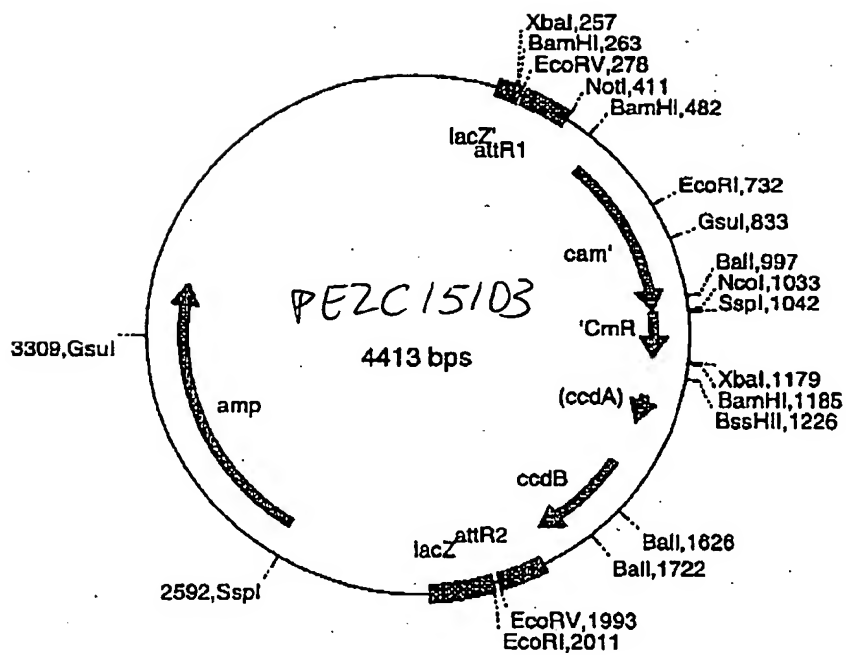 XbaI,257
BamHI,263
EcoRV,278
NotI,411
BamHI,482
lacZ'
attR1
EcoRI,732
GsuI,833
cam'
BalI,997
NcoI,1033
SspI,1042
pEZC15103
4413 bps
'CmR
3309,GsuI
XbaI,1179
BamHI,1185
BssHII,1226
(ccdA)
amp
ccdB
attR2
lacZ
BalI,1626
BalI,1722
2592,SspI
EcoRV,1993
EcoRI,2011